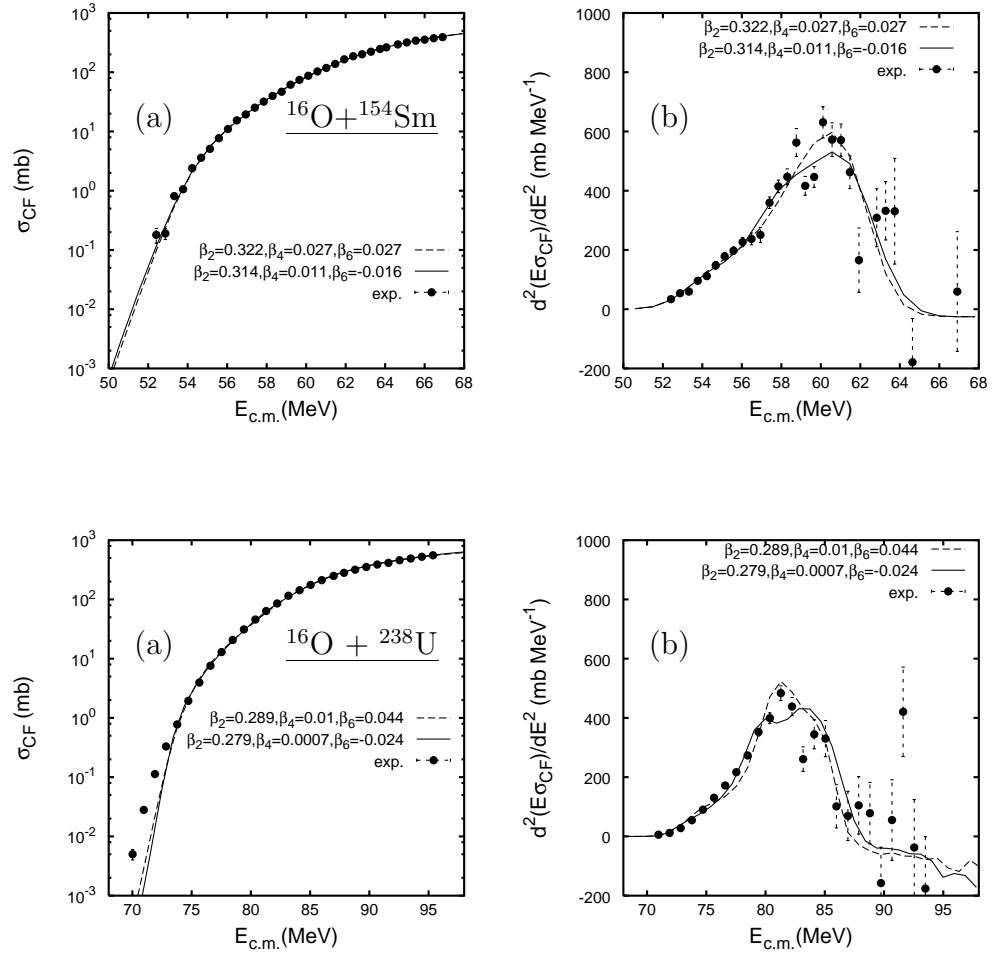 σCF (mb)
10³
10²
10¹
10⁰
10⁻¹
10⁻²
10⁻³
(a)
¹⁶O+¹⁵⁴Sm
β₂=0.322,β₄=0.027,β₆=0.027
β₂=0.314,β₄=0.011,β₆=-0.016
exp.
50 52 54 56 58 60 62 64 66 68
E_c.m.(MeV)
d²(EσCF)/dE² (mb MeV⁻¹)
1000
800
600
400
200
0
-200
β₂=0.322,β₄=0.027,β₆=0.027
β₂=0.314,β₄=0.011,β₆=-0.016
exp.
(b)
50 52 54 56 58 60 62 64 66 68
E_c.m.(MeV)
σCF (mb)
10³
10²
10¹
10⁰
10⁻¹
10⁻²
10⁻³
(a)
¹⁶O + ²³⁸U
β₂=0.289,β₄=0.01,β₆=0.044
β₂=0.279,β₄=0.0007,β₆=-0.024
exp.
70 75 80 85 90 95
E_c.m.(MeV)
d²(EσCF)/dE² (mb MeV⁻¹)
1000
800
600
400
200
0
-200
β₂=0.289,β₄=0.01,β₆=0.044
β₂=0.279,β₄=0.0007,β₆=-0.024
exp.
(b)
70 75 80 85 90 95
E_c.m.(MeV)